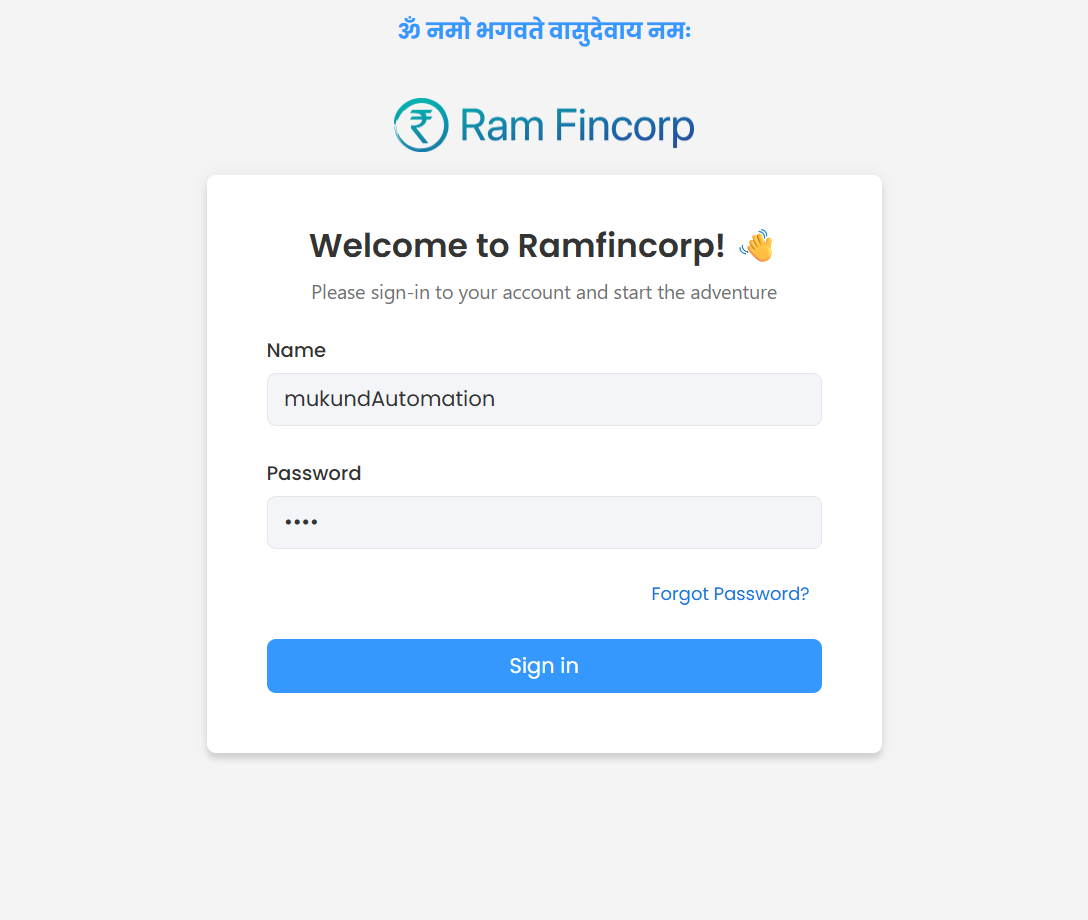 ॐ नमो भगवते वासुदेवाय नमः
₹ Ram Fincorp
Welcome to Ramfincorp! 👋
Please sign-in to your account and start the adventure
Name
mukundAutomation
Password
••••
Forgot Password?
Sign in